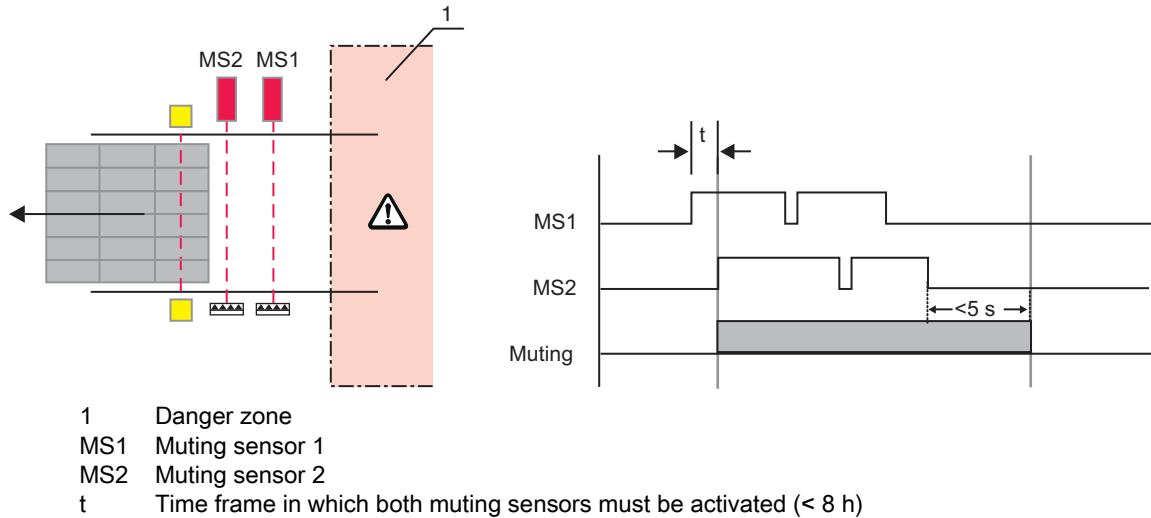 1
MS2 MS1
t
MS1
MS2
<5 s
Muting
1 Danger zone
MS1 Muting sensor 1
MS2 Muting sensor 2
t Time frame in which both muting sensors must be activated (< 8 h)